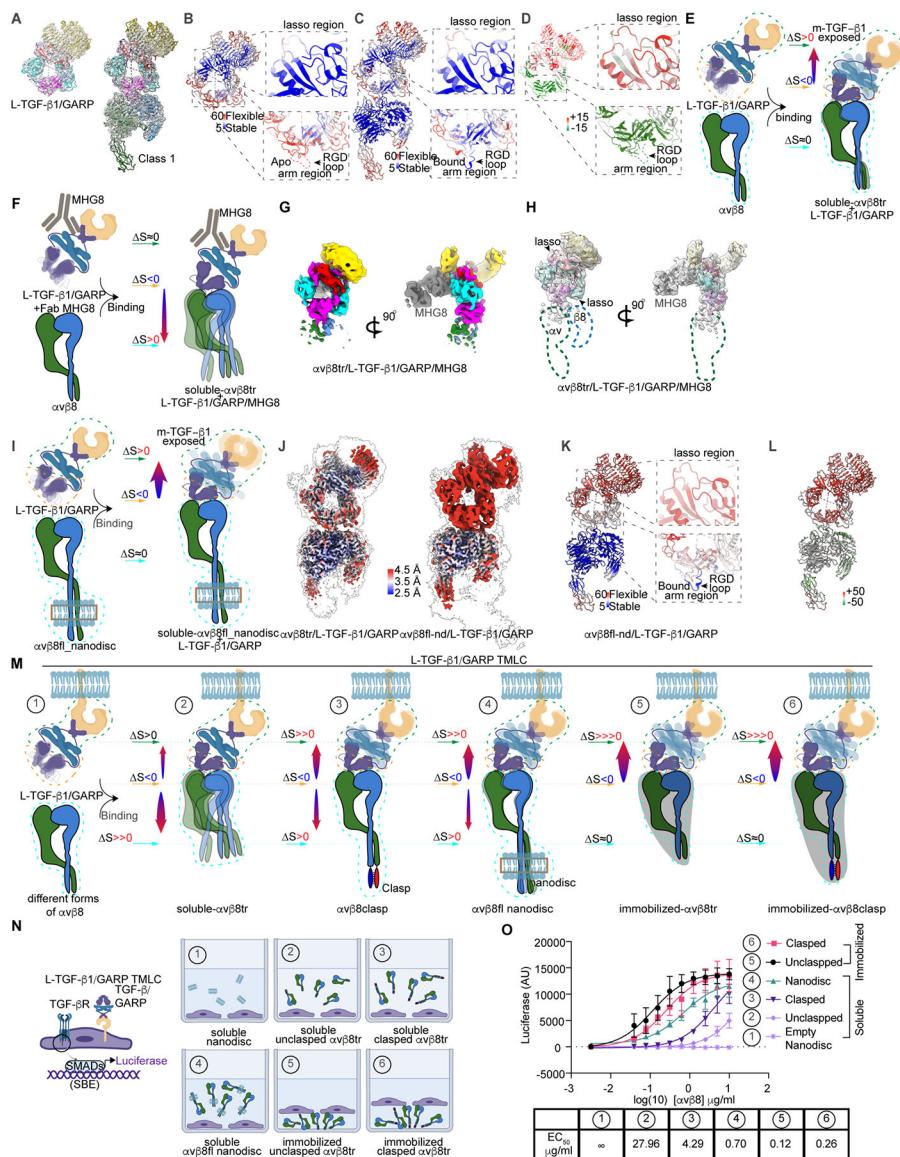 A
L-TGF-β1/GARP
Class 1
B
60 Flexible
5 Stable
lasso region
Apo
RGD
loop
arm region
C
60 Flexible
5 Stable
lasso region
Bound
RGD
loop
arm region
D
+15
-15
lasso region
RGD
loop
arm region
E
ΔS>0
m-TGF-β1
exposed
ΔS<0
L-TGF-β1/GARP
binding
ΔS≈0
αvβ8
soluble-αvβ8tr
+
L-TGF-β1/GARP
F
MHG8
MHG8
ΔS≈0
ΔS<0
L-TGF-β1/GARP
+Fab MHG8
Binding
ΔS>0
αvβ8
soluble-αvβ8tr
+
L-TGF-β1/GARP/MHG8
G
MHG8
90°
αvβ8tr/L-TGF-β1/GARP/MHG8
H
lasso
lasso
αv
β8
MHG8
90°
αvβ8tr/L-TGF-β1/GARP/MHG8
I
m-TGF-β1
exposed
ΔS>0
ΔS<0
L-TGF-β1/GARP
Binding
ΔS≈0
αvβ8fl_nanodisc
soluble-αvβ8fl_nanodisc
+
L-TGF-β1/GARP
J
4.5 Å
3.5 Å
2.5 Å
αvβ8tr/L-TGF-β1/GARP
αvβ8fl-nd/L-TGF-β1/GARP
K
lasso region
60 Flexible
5 Stable
Bound
RGD
loop
arm region
αvβ8fl-nd/L-TGF-β1/GARP
L
+50
-50
M
L-TGF-β1/GARP TMLC
1
2
3
4
5
6
ΔS>0
ΔS>>0
ΔS>>0
ΔS>>>0
ΔS>>>0
ΔS<0
ΔS<0
ΔS<0
ΔS<0
ΔS<0
L-TGF-β1/GARP
Binding
ΔS>>0
ΔS>0
ΔS>0
ΔS≈0
ΔS≈0
Clasp
nanodisc
different forms
of αvβ8
soluble-αvβ8tr
αvβ8clasp
αvβ8fl nanodisc
immobilized-αvβ8tr
immobilized-αvβ8clasp
N
L-TGF-β1/GARP TMLC
TGF-β/
TGF-βR
GARP
SMADs
Luciferase
(SBE)
1
soluble
nanodisc
2
soluble
unclasped αvβ8tr
3
soluble
clasped αvβ8tr
4
soluble
αvβ8fl nanodisc
5
immobilized
unclasped αvβ8tr
6
immobilized
clasped αvβ8tr
O
Luciferase (AU)
20000
15000
10000
5000
0
-5000
-3 -2 -1 0 1 2
log(10) [αvβ8] μg/ml
6 Clasped
5 Unclaspped
4 Nanodisc
3 Clasped
2 Unclaspped
1 Empty
Nanodisc
Immobilized
Soluble
1 2 3 4 5 6
EC50
μg/ml
∞ 27.96 4.29 0.70 0.12 0.26